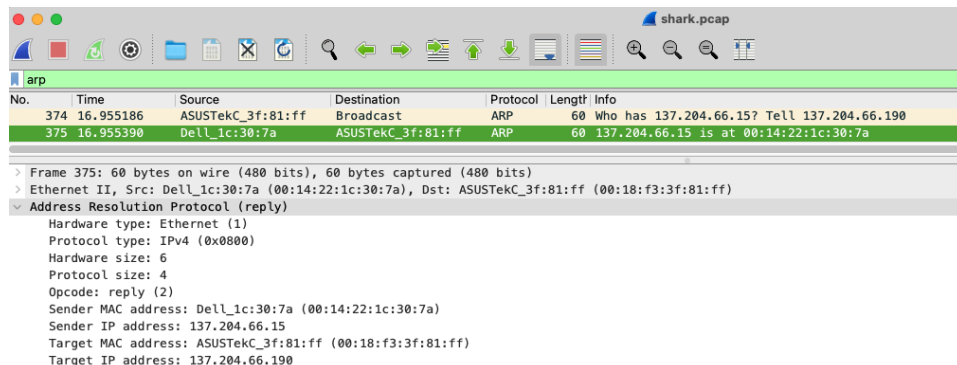 shark.pcap
arp
No. Time Source Destination Protocol Length Info
374 16.955186 ASUSTekC_3f:81:ff Broadcast ARP 60 Who has 137.204.66.15? Tell 137.204.66.190
375 16.955390 Dell_1c:30:7a ASUSTekC_3f:81:ff ARP 60 137.204.66.15 is at 00:14:22:1c:30:7a
Frame 375: 60 bytes on wire (480 bits), 60 bytes captured (480 bits)
Ethernet II, Src: Dell_1c:30:7a (00:14:22:1c:30:7a), Dst: ASUSTekC_3f:81:ff (00:18:f3:3f:81:ff)
Address Resolution Protocol (reply)
Hardware type: Ethernet (1)
Protocol type: IPv4 (0x0800)
Hardware size: 6
Protocol size: 4
Opcode: reply (2)
Sender MAC address: Dell_1c:30:7a (00:14:22:1c:30:7a)
Sender IP address: 137.204.66.15
Target MAC address: ASUSTekC_3f:81:ff (00:18:f3:3f:81:ff)
Target IP address: 137.204.66.190